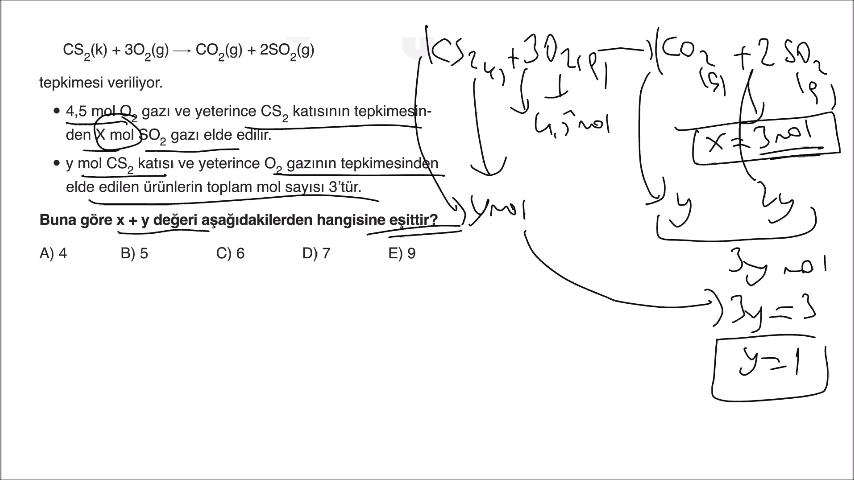 CS₂(k) + 3O₂(g) → CO₂(g) + 2SO₂(g)
tepkimesi veriliyor.
• 4,5 mol O₂ gazı ve yeterince CS₂ katısının tepkimesin-
den X mol SO₂ gazı elde edilir.
• y mol CS₂ katısı ve yeterince O₂ gazının tepkimesinden
elde edilen ürünlerin toplam mol sayısı 3'tür.
Buna göre x + y değeri aşağıdakilerden hangisine eşittir?
A) 4 B) 5 C) 6 D) 7 E) 9
1CS₂(k) + 3O₂(g) → 1CO₂(g) + 2SO₂(g)
4,5 mol
x = 3 mol
y mol
y 2y
3y mol
3y = 3
y = 1